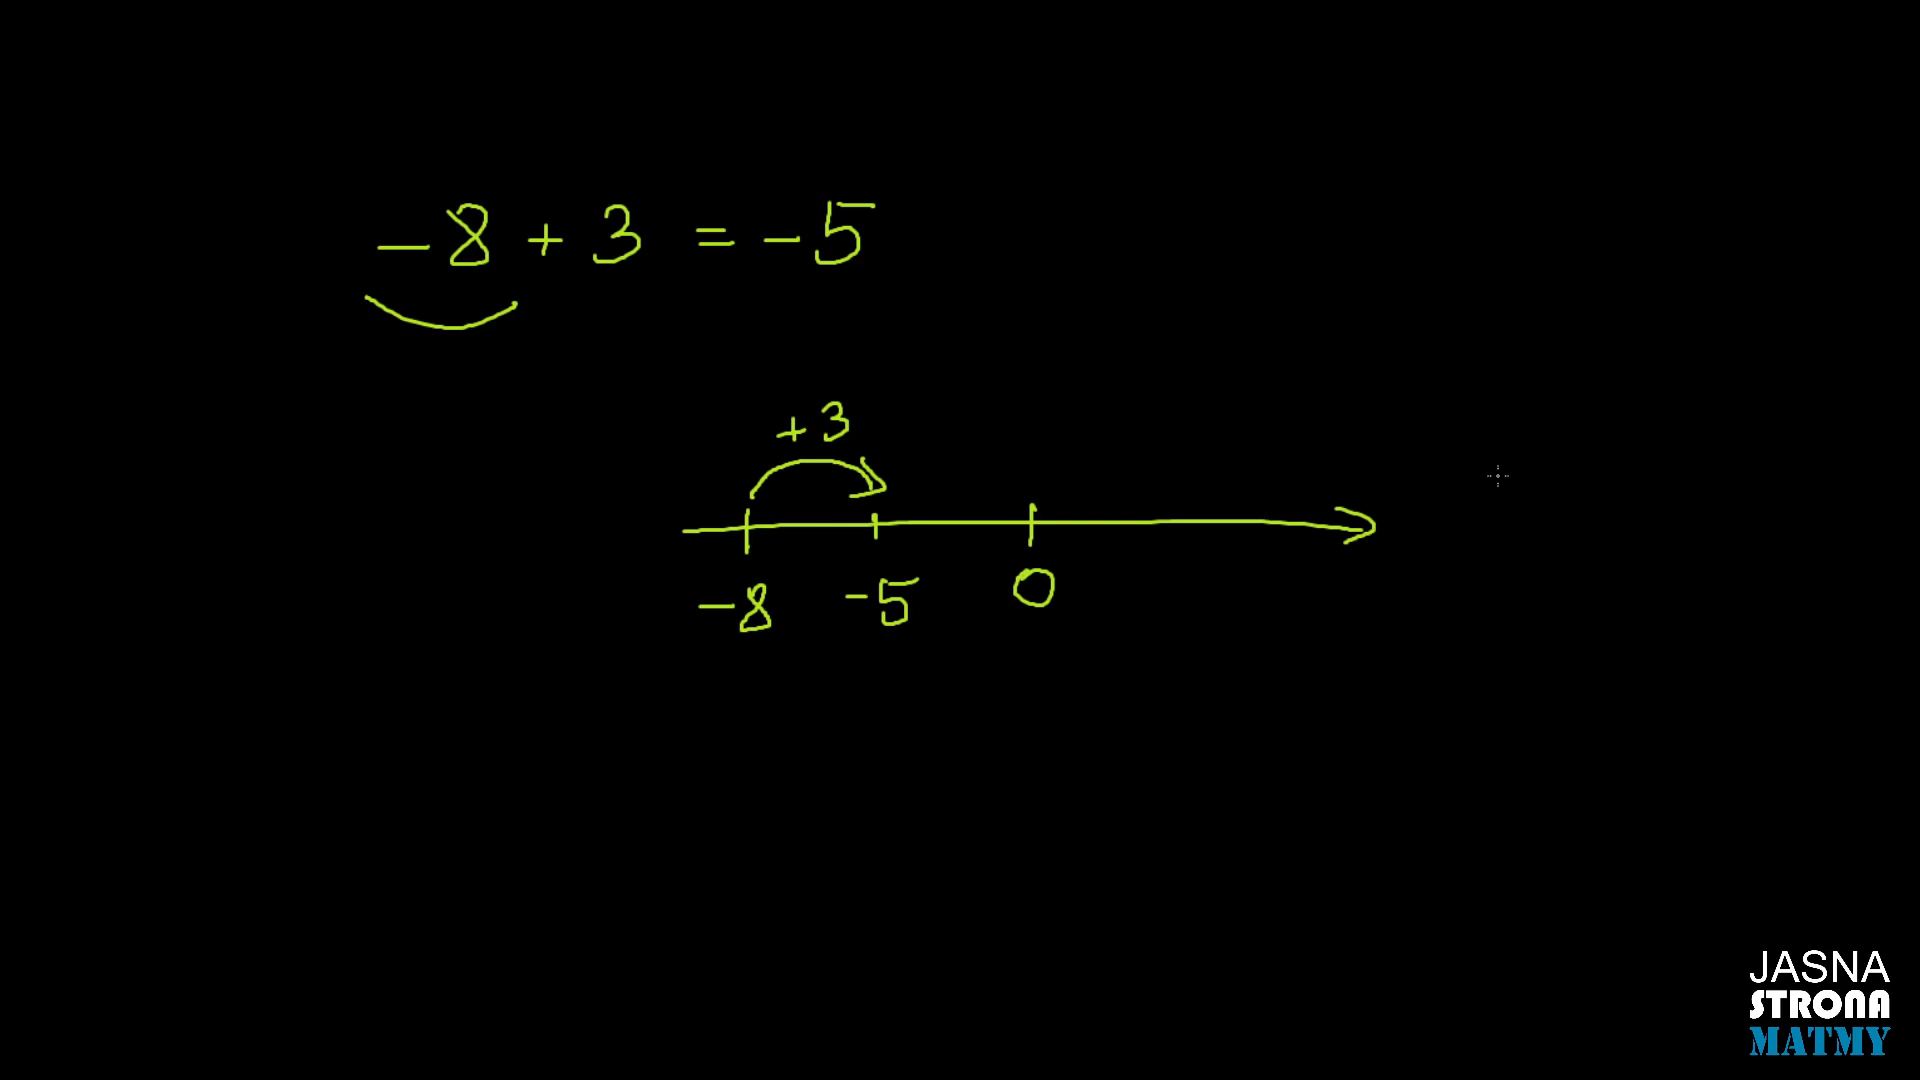 -8 + 3 = -5
+3
-8 -5 0
JASNA
STRONA
MATMY